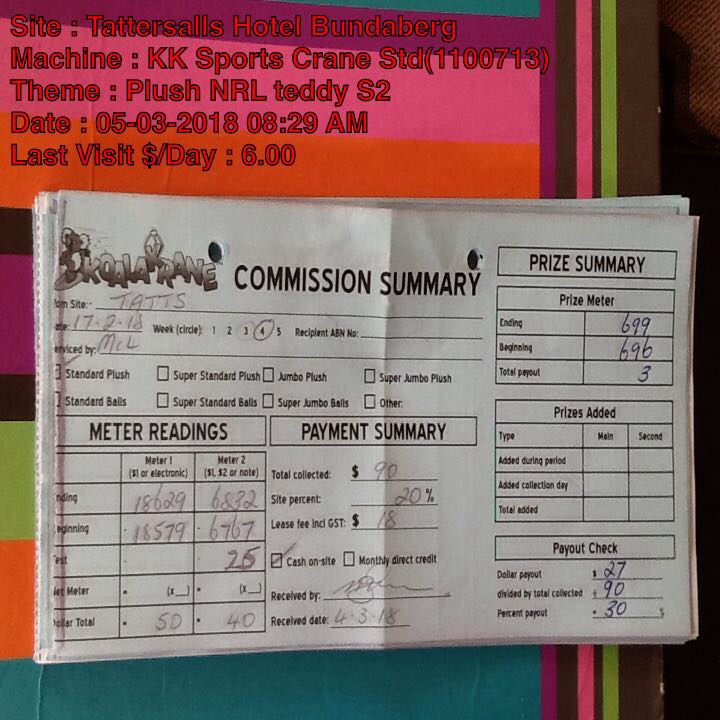 Site : Tattersalls Hotel Bundaberg
Machine : KK Sports Crane Std(1100713)
Theme : Plush NRL teddy S2
Date : 05-03-2018 08:29 AM
Last Visit $/Day : 6.00
KOALA KRANE COMMISSION SUMMARY
Site: TATTS
17-2-18 Week (circle): 1 2 3 4 5 Recipient ABN No:
by:
Standard Plush Super Standard Plush Jumbo Plush Super Jumbo Plush
Standard Balls Super Standard Balls Super Jumbo Balls Other:
METER READINGS
Meter 1 Meter 2
($1 or electronic) ($1, $2 or note)
18629 6832
- 18579 - 6767
- 25
Meter = (x__) = (x__)
Total = 50 = 40
PAYMENT SUMMARY
Total collected: $ 90
Site percent: 20 %
Lease fee incl GST: $ 18
Cash on-site Monthly direct credit
Received by:
Received date: 4-3-18
PRIZE SUMMARY
Prize Meter
Ending 699
Beginning 696
Total payout 3
Prizes Added
Type Main Second
Added during period
Added collection day
Total added
Payout Check
Dollar payout $ 27
divided by total collected ÷ 90
Percent payout = 30 %